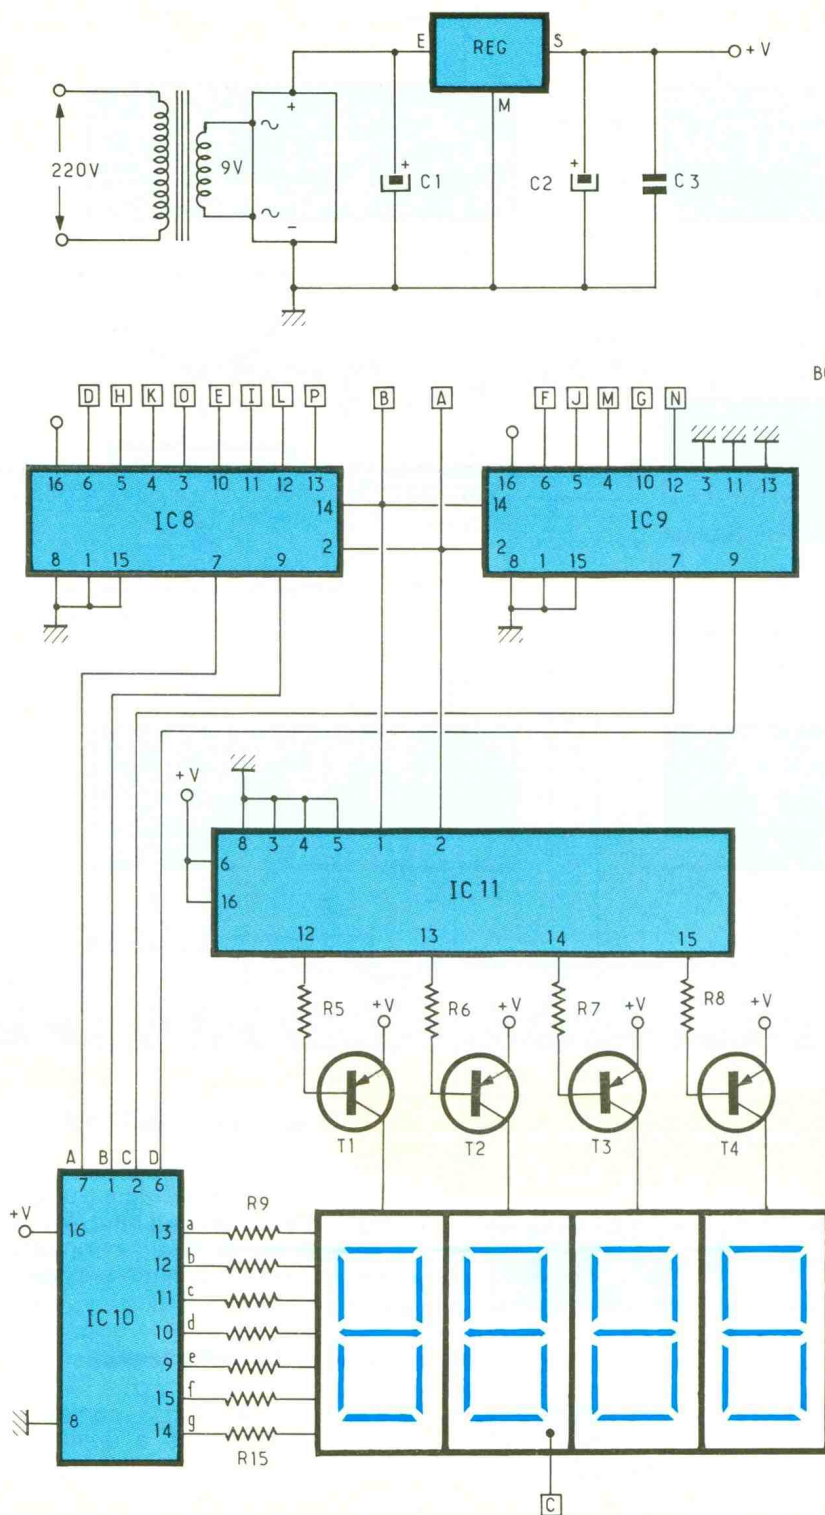 E REG S +V
M
220V 9V + C1 + C2 C3
-
D H K O E I L P B A F J M G N
16 6 5 4 3 10 11 12 13 14 16 6 5 4 10 12 3 11 13
IC8 14 IC9
2 2
8 1 15 7 9 8 1 15 7 9
+V
8 3 4 5 1 2
6
IC11
16
12 13 14 15
R5 R6 R7 R8
+V +V +V +V
T1 T2 T3 T4
A B C D
7 1 2 6
+V 16 13 a R9
12 b
11 c
IC10 10 d
9 e
15 f
8 14 g
R15
C